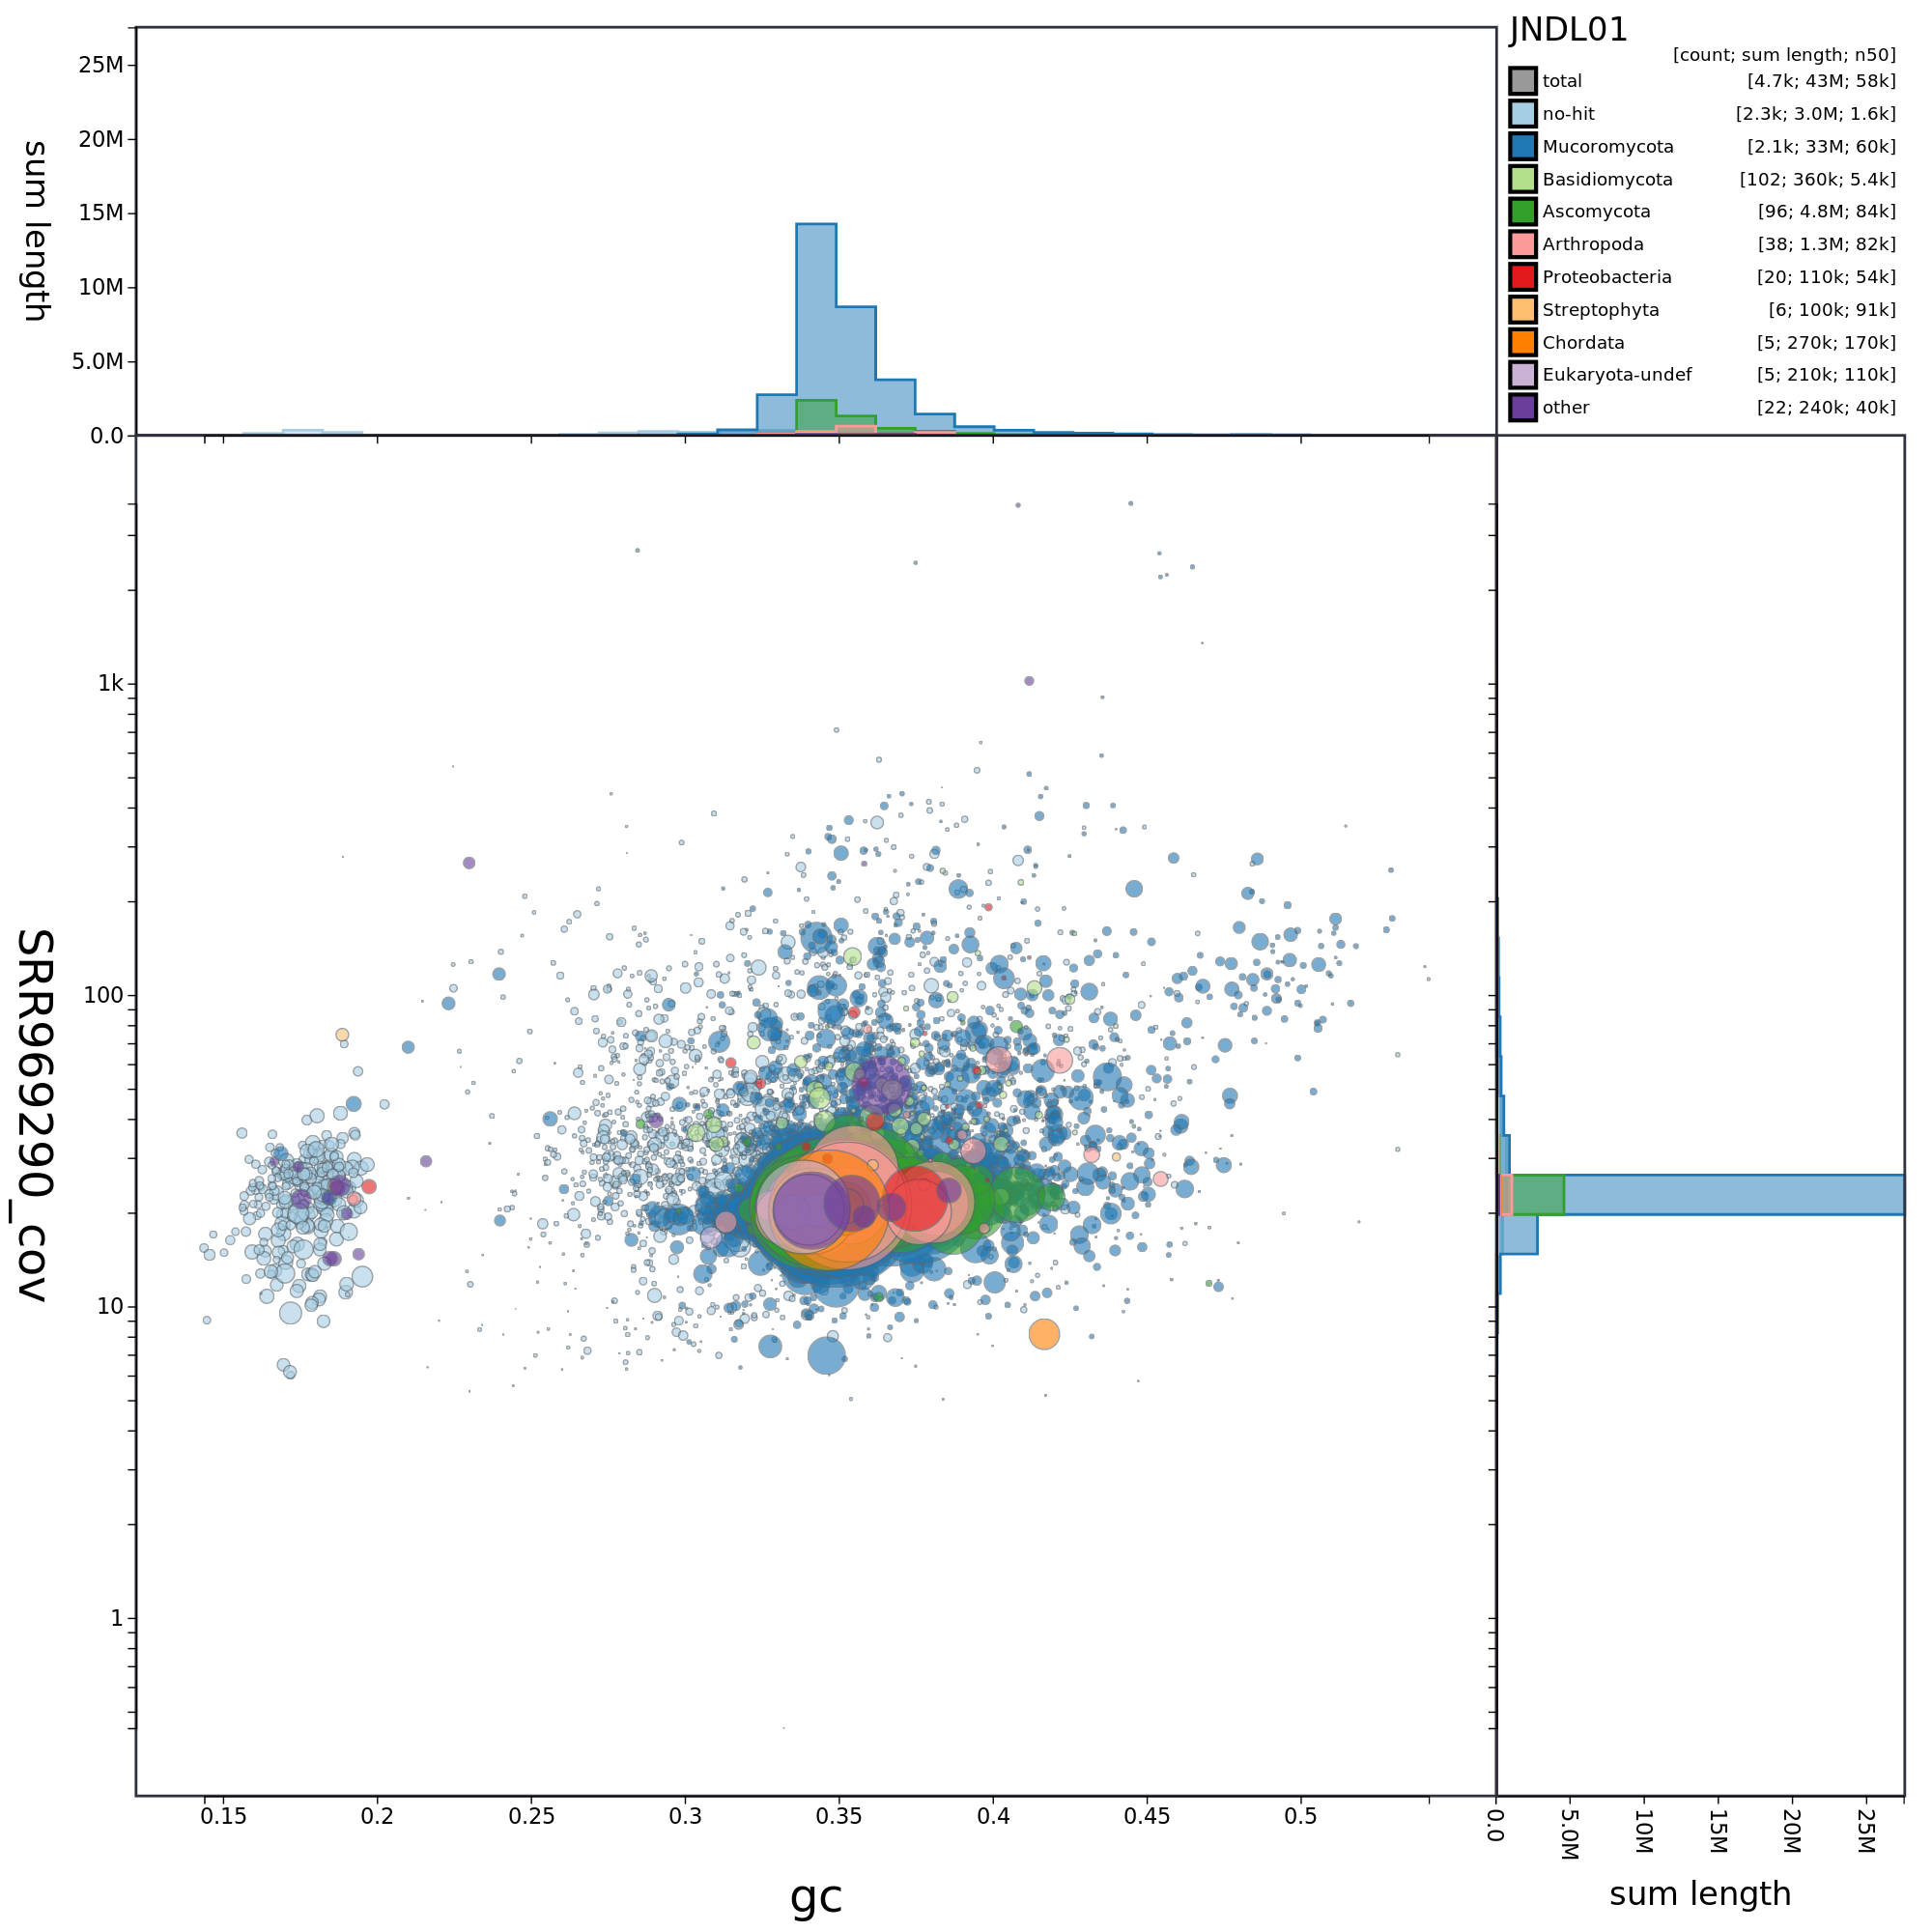 JNDL01
[count; sum length; n50]
total [4.7k; 43M; 58k]
no-hit [2.3k; 3.0M; 1.6k]
Mucoromycota [2.1k; 33M; 60k]
Basidiomycota [102; 360k; 5.4k]
Ascomycota [96; 4.8M; 84k]
Arthropoda [38; 1.3M; 82k]
Proteobacteria [20; 110k; 54k]
Streptophyta [6; 100k; 91k]
Chordata [5; 270k; 170k]
Eukaryota-undef [5; 210k; 110k]
other [22; 240k; 40k]
sum length
25M
20M
15M
10M
5.0M
0.0
SRR969290_cov
1k
100
10
1
0.15 0.2 0.25 0.3 0.35 0.4 0.45 0.5
gc
0.0 5.0M 10M 15M 20M 25M
sum length